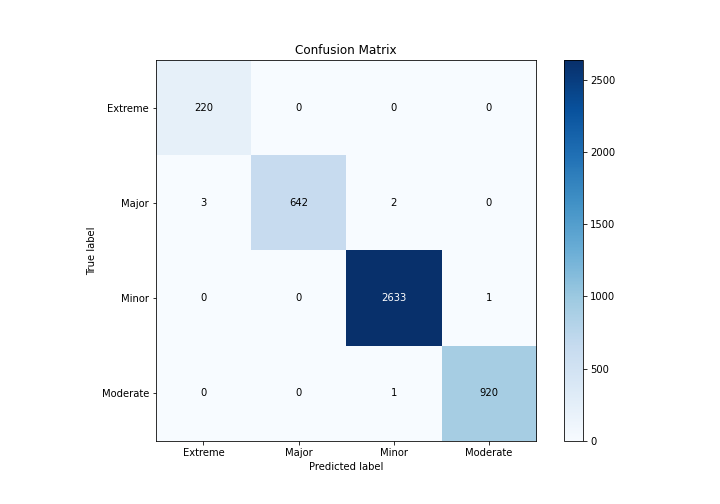 Confusion Matrix
Extreme 220 0 0 0
Major 3 642 2 0
Minor 0 0 2633 1
Moderate 0 0 1 920
Extreme Major Minor Moderate
Predicted label
True label
2500
2000
1500
1000
500
0